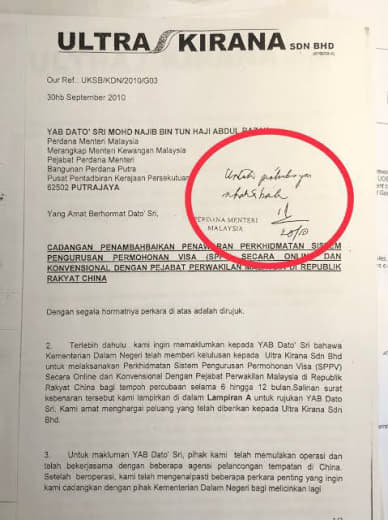 ULTRA KIRANA SDN BHD
Our Ref.: UKSB/KDN/2010/G03
30hb September 2010
YAB DATO' SRI MOHD NAJIB BIN TUN HAJI ABDUL
Perdana Menteri Malaysia
Merangkap Menteri Kewangan Malaysia
Pejabat Perdana Menteri
Bangunan Perdana Putra
Pusat Pentadbiran Kerajaan Persekutuan
62502 PUTRAJAYA
Untuk
PERDANA MENTERI
MALAYSIA
Yang Amat Berhormat Dato' Sri,
CADANGAN PENAMBAHBAIKAN PENAWARAN PERKHIDMATAN SISTEM
PENGURUSAN PERMOHONAN VISA SECARA ONLINE DAN
KONVENSIONAL DENGAN PEJABAT PERWAKILAN DI REPUBLIK
RAKYAT CHINA
Dengan segala hormatnya perkara di atas adalah dirujuk.
2. Terlebih dahulu, kami ingin memaklumkan kepada YAB Dato' Sri bahawa
Kementerian Dalam Negeri telah memberi kelulusan kepada Ultra Kirana Sdn Bhd
untuk melaksanakan Perkhidmatan Sistem Pengurusan Permohonan Visa (SPPV)
Secara Online dan Konvensional Dengan Pejabat Perwakilan Malaysia di Republik
Rakyat China bagi tempoh percubaan selama 6 hingga 12 bulan.Salinan surat
kebenaran tersebut kami lampirkan di dalam Lampiran A untuk rujukan YAB Dato'
Sri. Kami amat menghargai peluang yang telah diberikan kepada Ultra Kirana Sdn
Bhd.
3. Untuk makluman YAB Dato' Sri, pihak kami telah memulakan operasi dan
telah bekerjasama dengan beberapa agensi pelancongan tempatan di China.
Setelah beroperasi, kami telah mengenalpasti beberapa perkara penting yang ingin
kami cadangkan dengan pihak Kementerian Dalam Negeri bagi melicinkan lagi